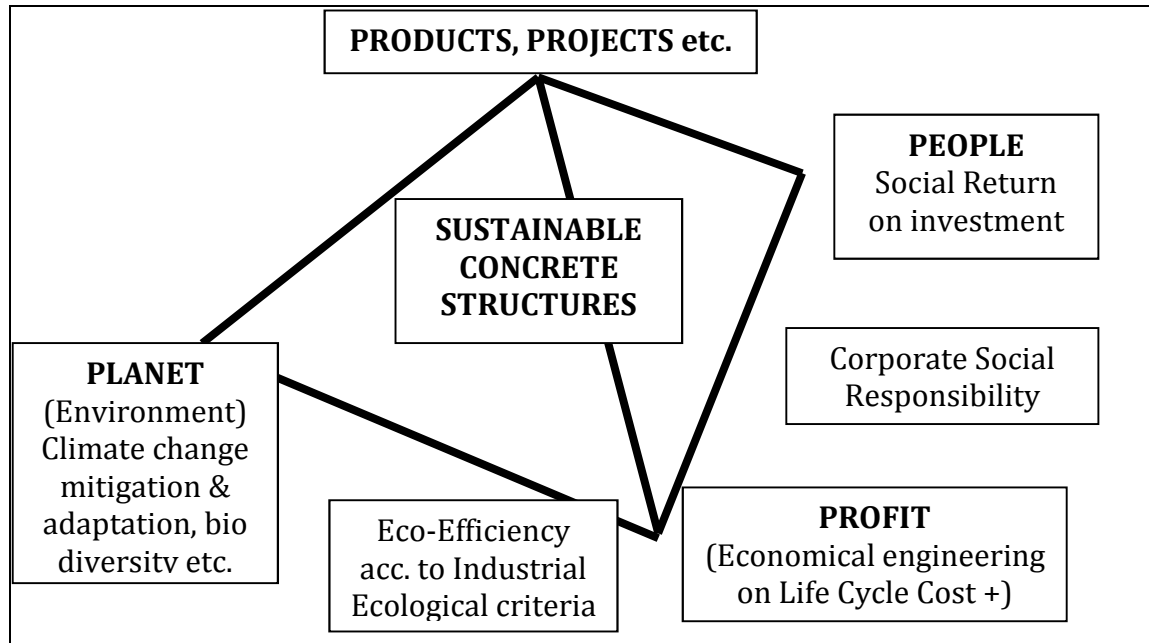 PRODUCTS, PROJECTS etc.
PEOPLE
Social Return
on investment
SUSTAINABLE
CONCRETE
STRUCTURES
PLANET
(Environment)
Climate change
mitigation &
adaptation, bio
diversity etc.
Corporate Social
Responsibility
Eco-Efficiency
acc. to Industrial
Ecological criteria
PROFIT
(Economical engineering
on Life Cycle Cost +)